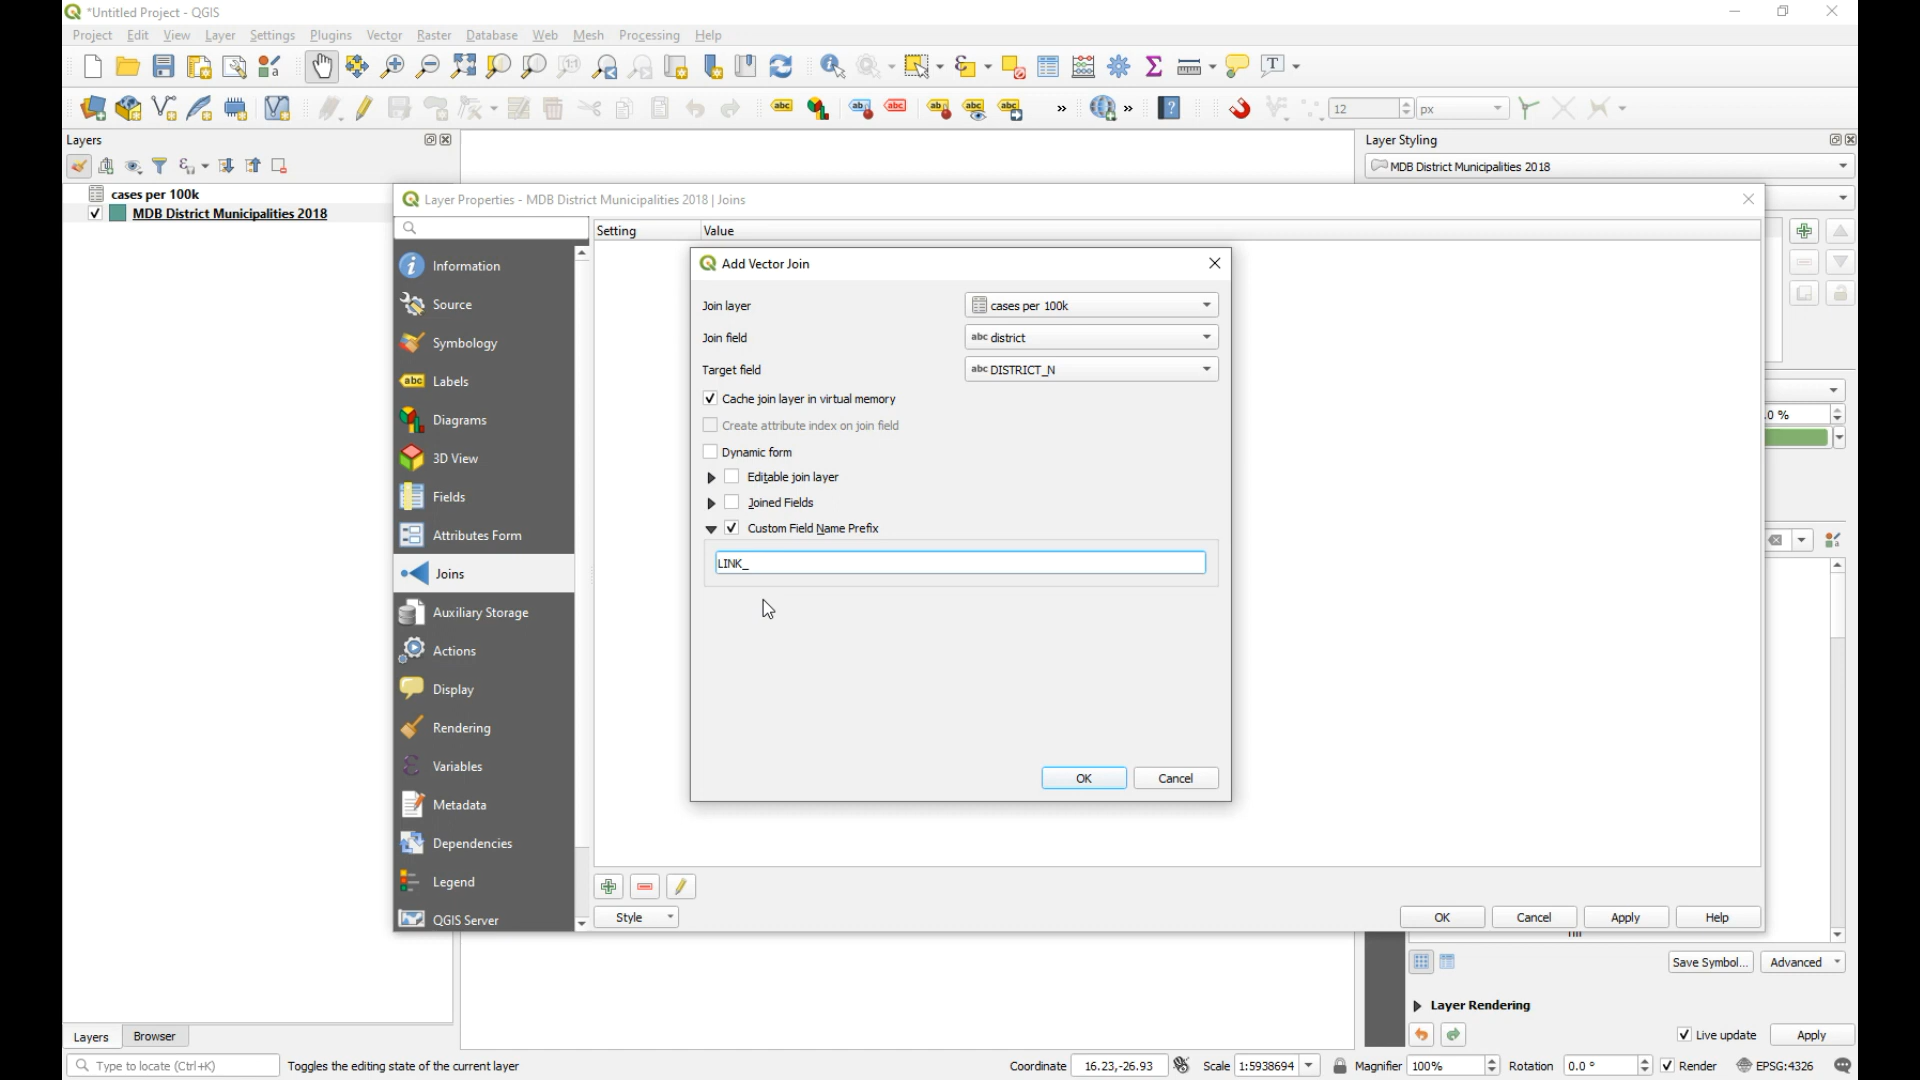 *Untitled Project - QGIS
Project Edit View Layer Settings Plugins Vector Raster Database Web Mesh Processing Help
12 px
Layers
Layer Styling
MDB District Municipalities 2018
cases per 100k
MDB District Municipalities 2018
Layer Properties - MDB District Municipalities 2018 | Joins
Setting Value
Information
Source
Symbology
Labels
Diagrams
3D View
Fields
Attributes Form
Joins
Auxiliary Storage
Actions
Display
Rendering
Variables
Metadata
Dependencies
Legend
QGIS Server
Add Vector Join
Join layer cases per 100k
Join field abc district
Target field abc DISTRICT_N
Cache join layer in virtual memory
Create attribute index on join field
Dynamic form
Editable join layer
Joined Fields
Custom Field Name Prefix
LINK_
OK Cancel
.0 %
Style
OK Cancel Apply Help
Save Symbol... Advanced
Layer Rendering
Live update Apply
Layers Browser
Type to locate (Ctrl+K) Toggles the editing state of the current layer Coordinate 16.23,-26.93 Scale 1:5938694 Magnifier 100% Rotation 0.0 ° Render EPSG:4326